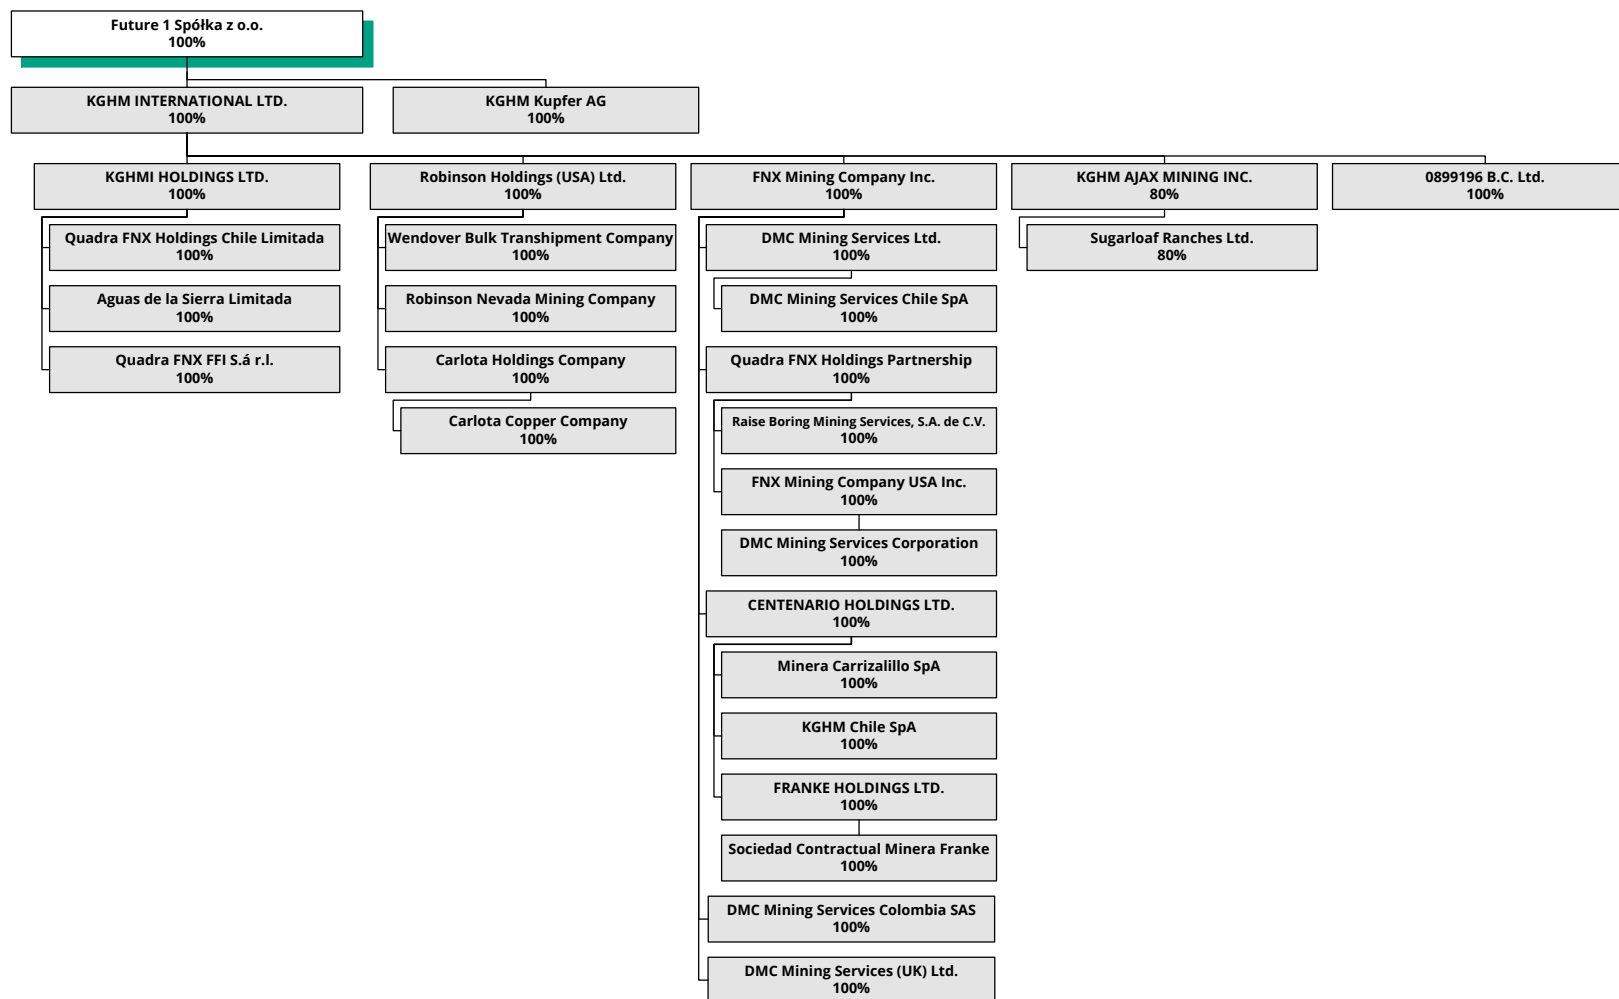 Future 1 Spółka z o.o.
100%
KGHM INTERNATIONAL LTD.
100%
KGHM Kupfer AG
100%
KGHMI HOLDINGS LTD.
100%
Robinson Holdings (USA) Ltd.
100%
FNX Mining Company Inc.
100%
KGHM AJAX MINING INC.
80%
0899196 B.C. Ltd.
100%
Quadra FNX Holdings Chile Limitada
100%
Aguas de la Sierra Limitada
100%
Quadra FNX FFI S.á r.l.
100%
Wendover Bulk Transhipment Company
100%
Robinson Nevada Mining Company
100%
Carlota Holdings Company
100%
Carlota Copper Company
100%
DMC Mining Services Ltd.
100%
DMC Mining Services Chile SpA
100%
Quadra FNX Holdings Partnership
100%
Raise Boring Mining Services, S.A. de C.V.
100%
FNX Mining Company USA Inc.
100%
DMC Mining Services Corporation
100%
CENTENARIO HOLDINGS LTD.
100%
Minera Carrizalillo SpA
100%
KGHM Chile SpA
100%
FRANKE HOLDINGS LTD.
100%
Sociedad Contractual Minera Franke
100%
DMC Mining Services Colombia SAS
100%
DMC Mining Services (UK) Ltd.
100%
Sugarloaf Ranches Ltd.
80%